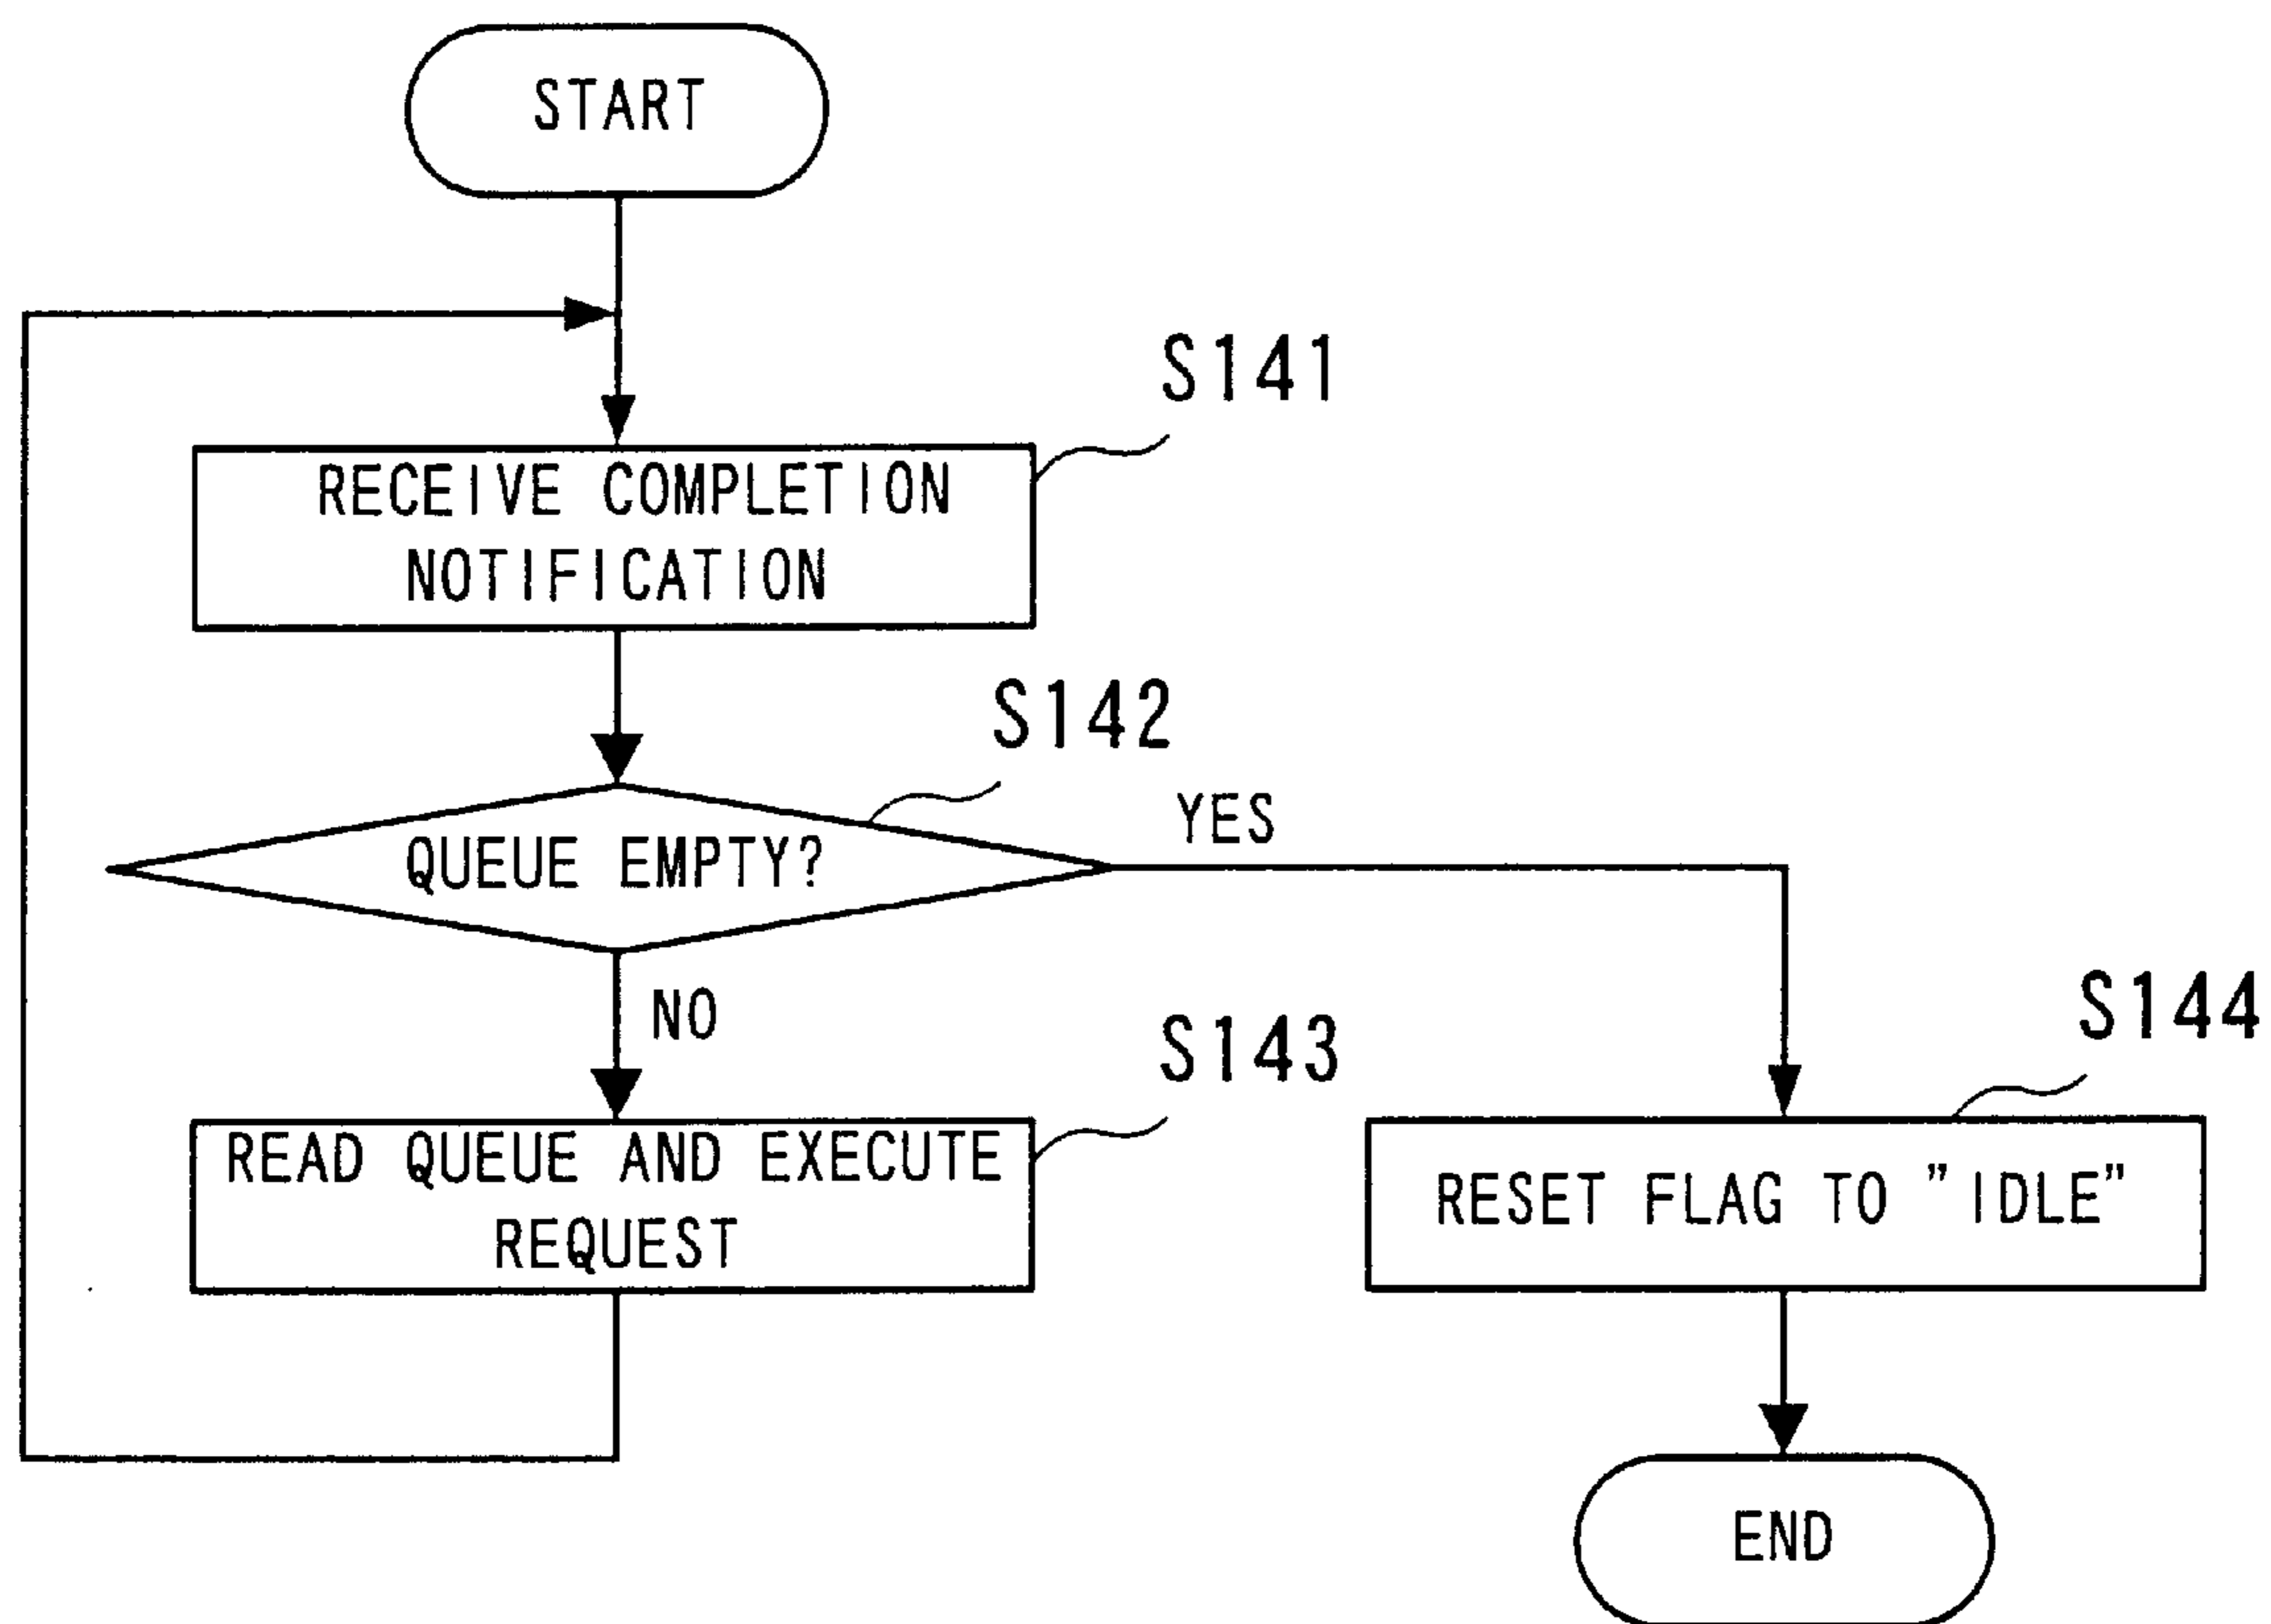 START
S141
RECEIVE COMPLETION
NOTIFICATION
S142
YES
QUEUE EMPTY?
NO
S143
S144
READ QUEUE AND EXECUTE
REQUEST
RESET FLAG TO "IDLE"
END